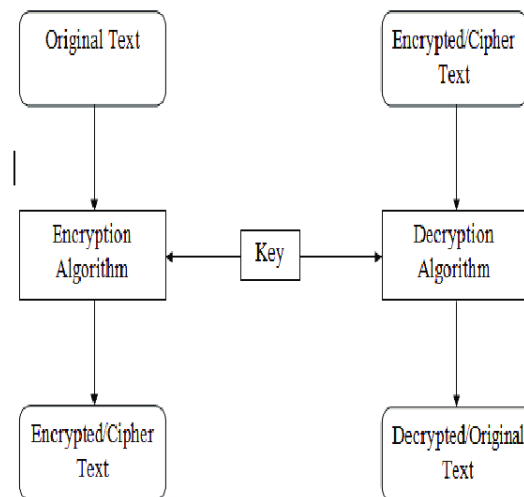 Original Text
Encrypted/Cipher
Text
Encryption
Algorithm
Key
Decryption
Algorithm
Encrypted/Cipher
Text
Decrypted/Original
Text